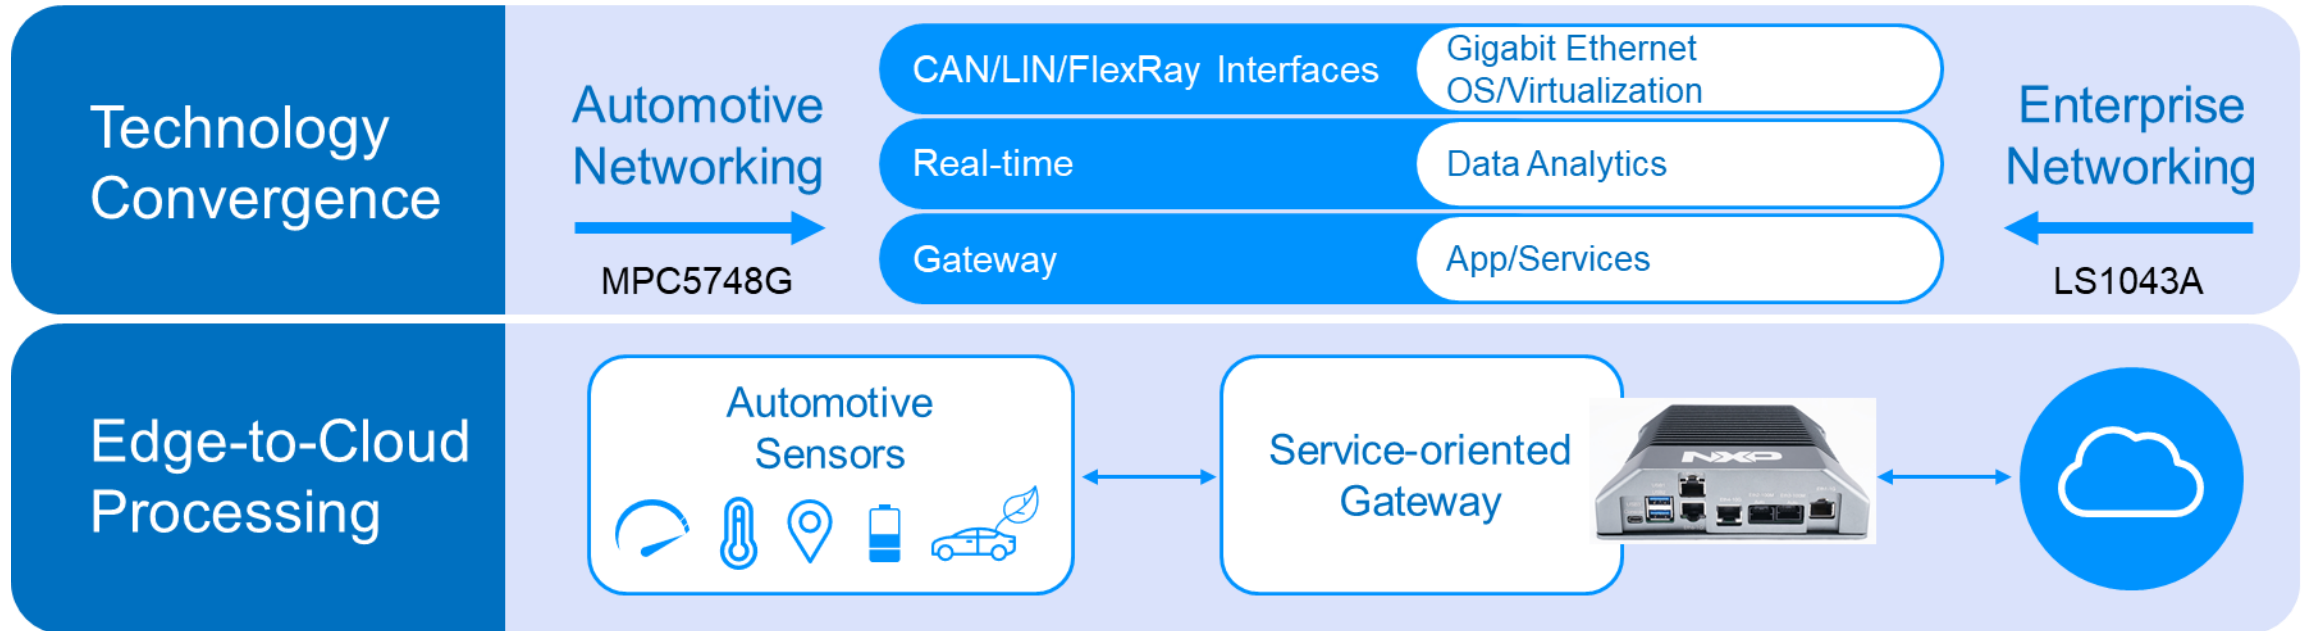 Technology
Convergence
Automotive
Networking
MPC5748G
CAN/LIN/FlexRay Interfaces
Gigabit Ethernet
OS/Virtualization
Real-time
Data Analytics
Gateway
App/Services
Enterprise
Networking
LS1043A
Edge-to-Cloud
Processing
Automotive
Sensors
Service-oriented
Gateway
NXP